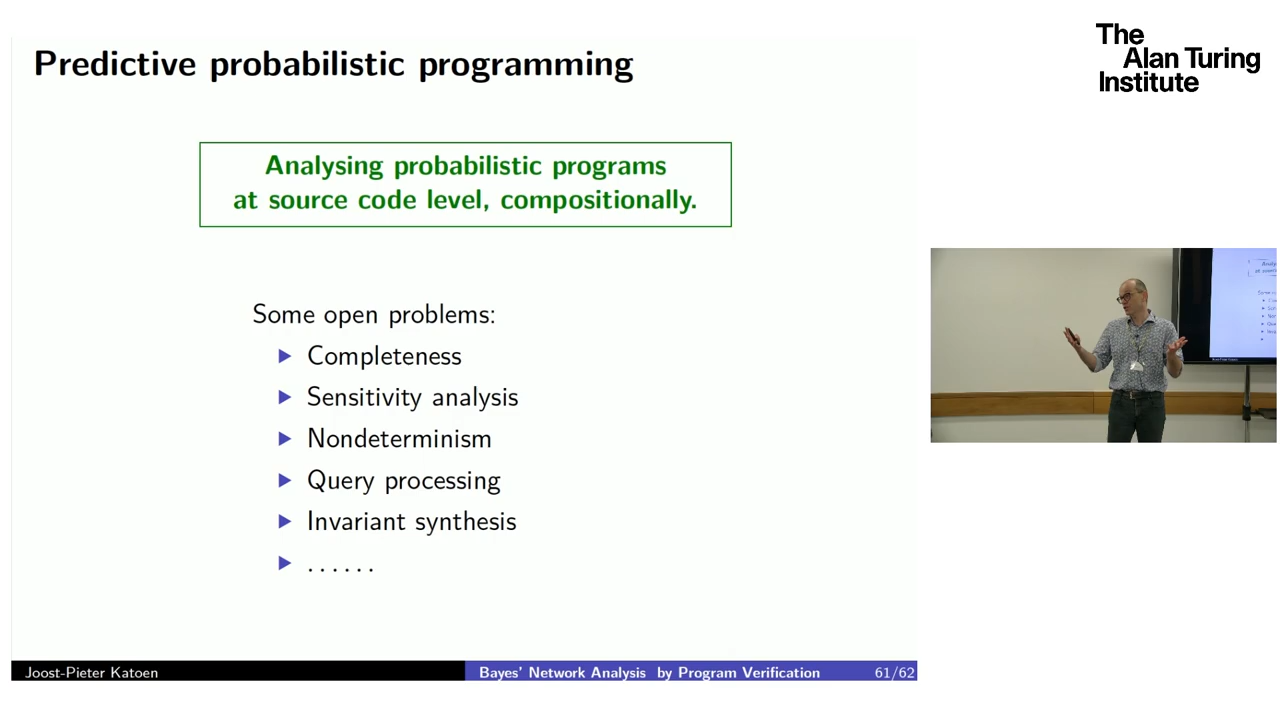 Predictive probabilistic programming
The
Alan Turing
Institute
Analysing probabilistic programs
at source code level, compositionally.
Some open problems:
▶ Completeness
▶ Sensitivity analysis
▶ Nondeterminism
▶ Query processing
▶ Invariant synthesis
▶ ......
Joost-Pieter Katoen
Bayes' Network Analysis by Program Verification
61/62